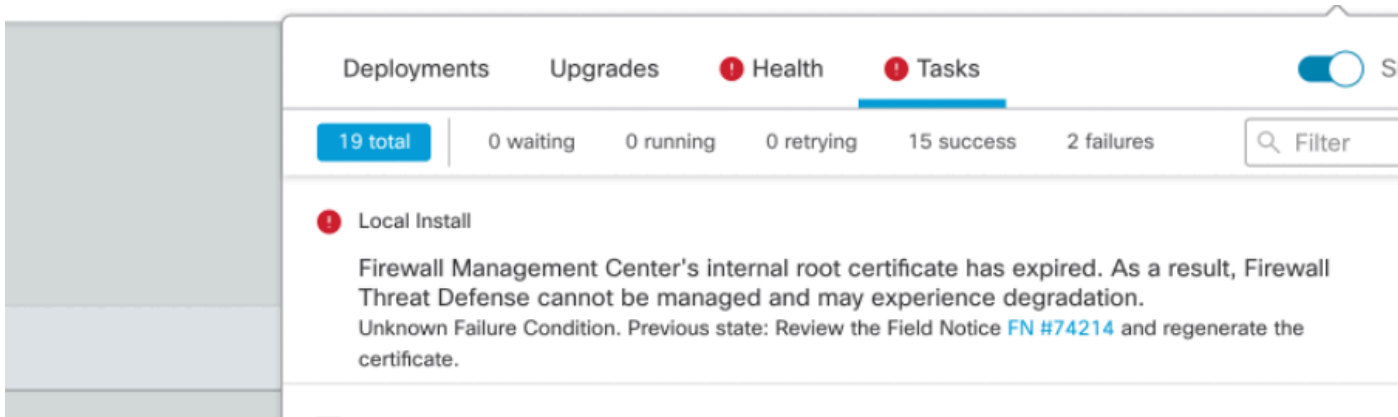 Deployments Upgrades Health Tasks
19 total 0 waiting 0 running 0 retrying 15 success 2 failures Filter
Local Install
Firewall Management Center's internal root certificate has expired. As a result, Firewall
Threat Defense cannot be managed and may experience degradation.
Unknown Failure Condition. Previous state: Review the Field Notice FN #74214 and regenerate the
certificate.